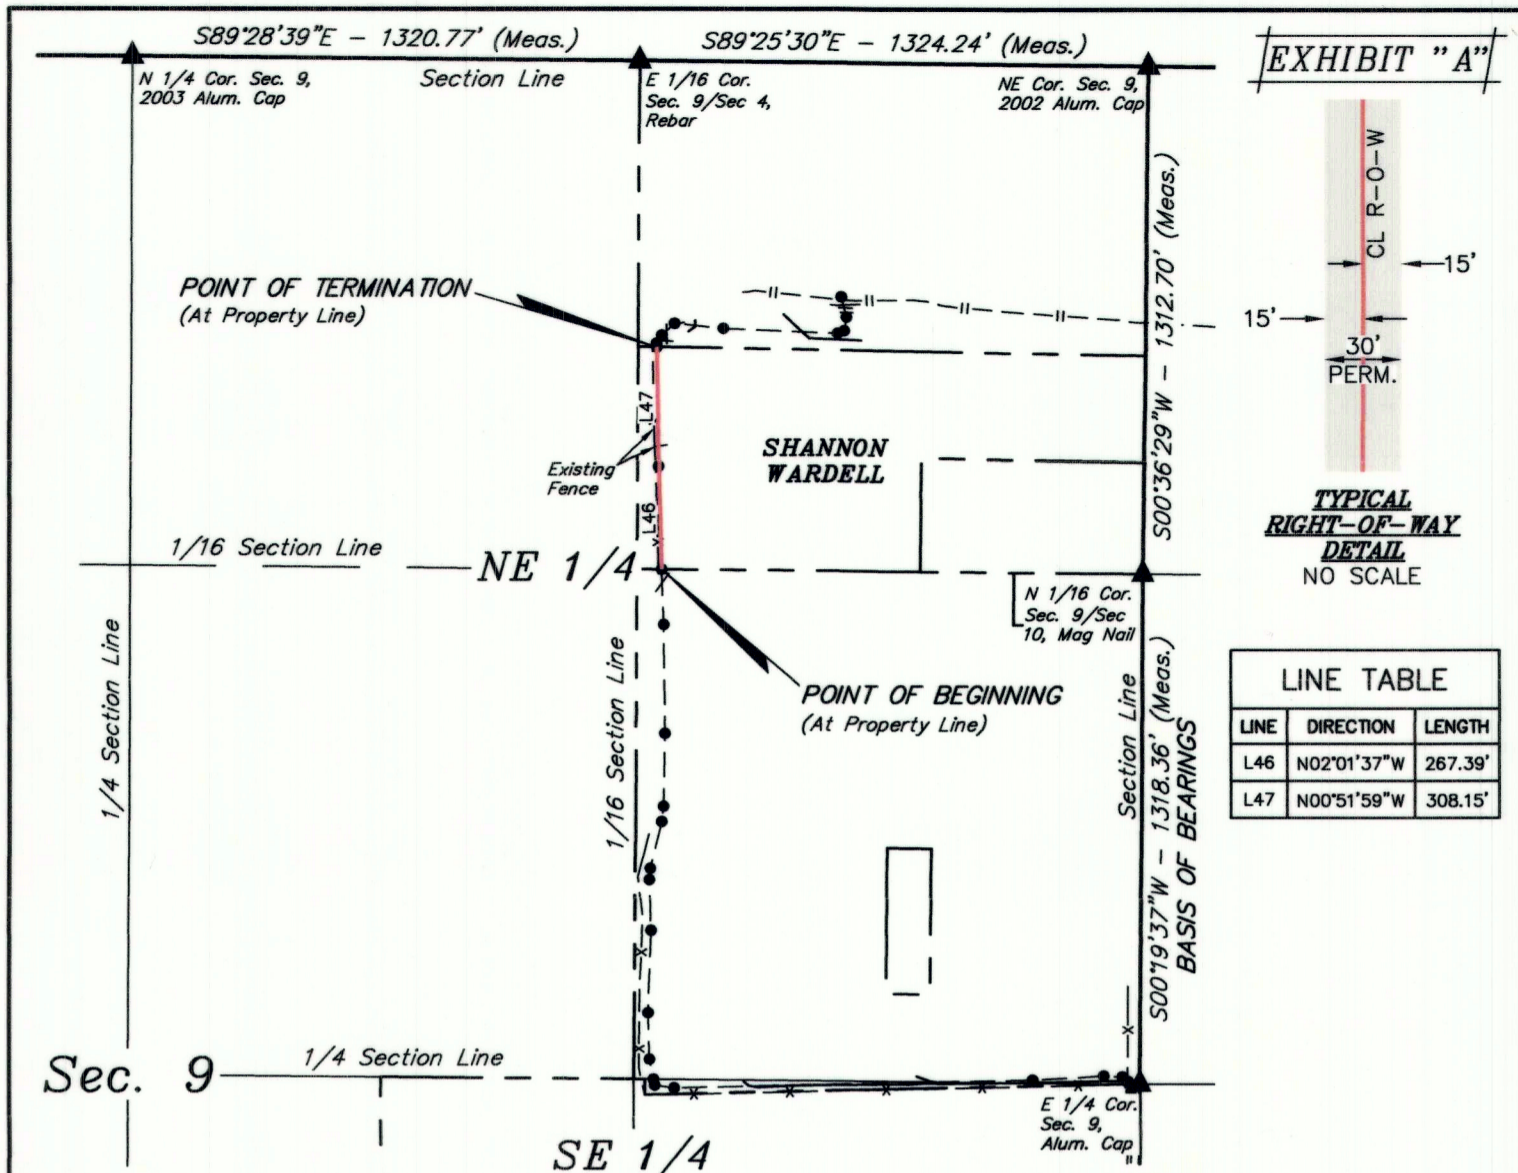 S89°28'39"E - 1320.77' (Meas.)
S89°25'30"E - 1324.24' (Meas.)
EXHIBIT "A"
N 1/4 Cor. Sec. 9,
2003 Alum. Cap
Section Line
E 1/16 Cor.
Sec. 9/Sec 4,
Rebar
NE Cor. Sec. 9,
2002 Alum. Cap
CL R-O-W
15'
15'
30'
PERM.
S00°36'29"W - 1312.70' (Meas.)
POINT OF TERMINATION
(At Property Line)
L47
Existing
Fence
L46
SHANNON
WARDELL
TYPICAL
RIGHT-OF-WAY
DETAIL
NO SCALE
1/16 Section Line
NE 1/4
N 1/16 Cor.
Sec. 9/Sec
10, Mag Nail
1/4 Section Line
1/16 Section Line
POINT OF BEGINNING
(At Property Line)
Section Line
S00°19'37"W - 1318.36' (Meas.)
BASIS OF BEARINGS
LINE TABLE
LINE DIRECTION LENGTH
L46 N02°01'37"W 267.39'
L47 N00°51'59"W 308.15'
Sec. 9
1/4 Section Line
E 1/4 Cor.
Sec. 9,
Alum. Cap
SE 1/4